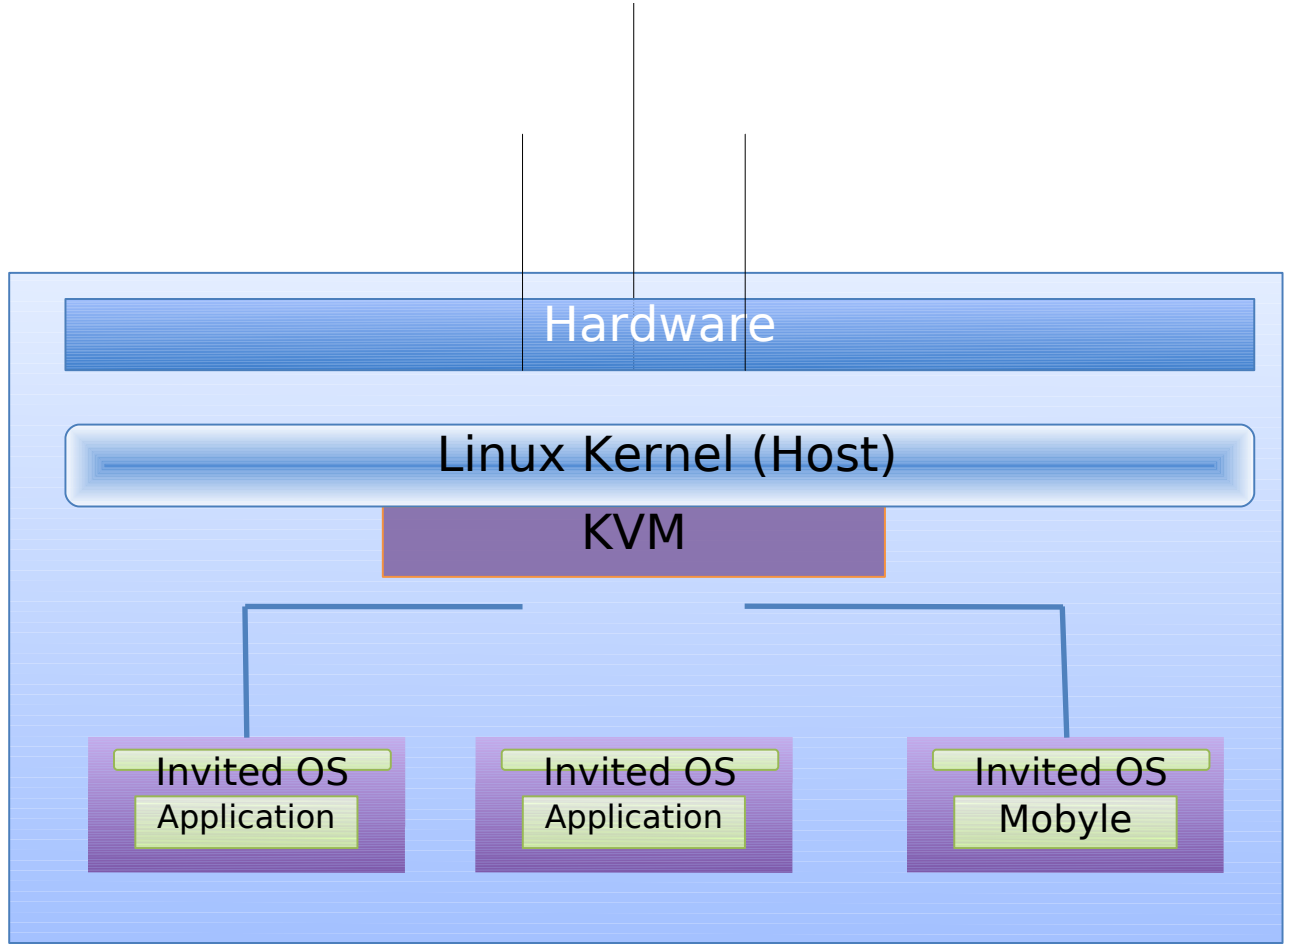 Hardware
Linux Kernel (Host)
KVM
Invited OS
Application
Invited OS
Application
Invited OS
Mobyle